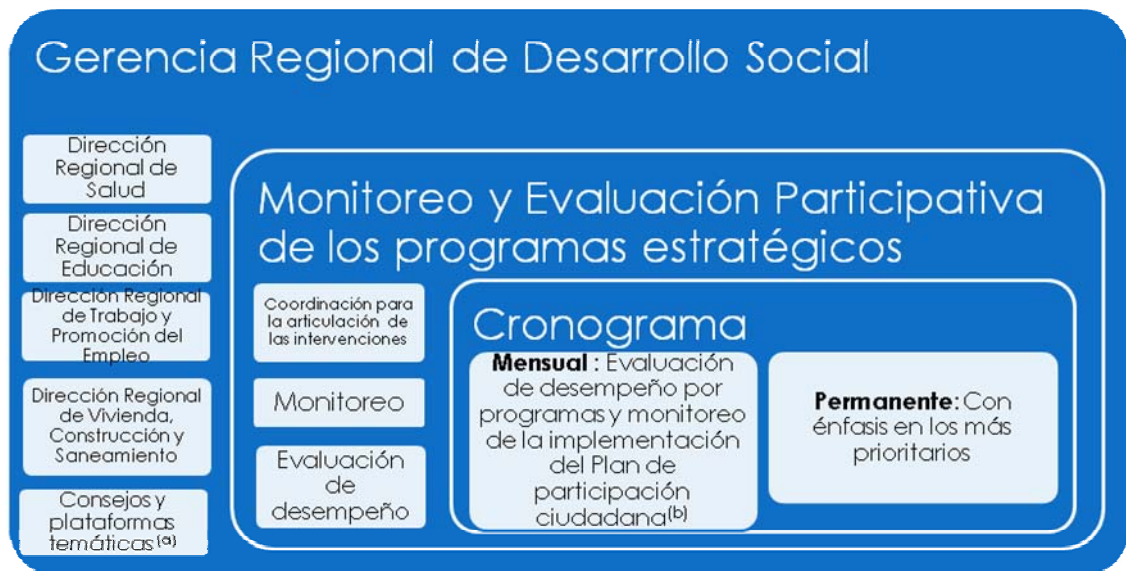 Gerencia Regional de Desarrollo Social
Dirección
Regional de
Salud
Dirección
Regional de
Educación
Dirección Regional
de Trabajo y
Promoción del
Empleo
Dirección Regional
de Vivienda,
Construcción y
Saneamiento
Consejos y
plataformas
temáticas(a)
Monitoreo y Evaluación Participativa
de los programas estratégicos
Coordinación para
la articulación de
las intervenciones
Monitoreo
Evaluación
de
desempeño
Cronograma
Mensual : Evaluación
de desempeño por
programas y monitoreo
de la implementación
del Plan de
participación
ciudadana(b)
Permanente: Con
énfasis en los más
prioritarios